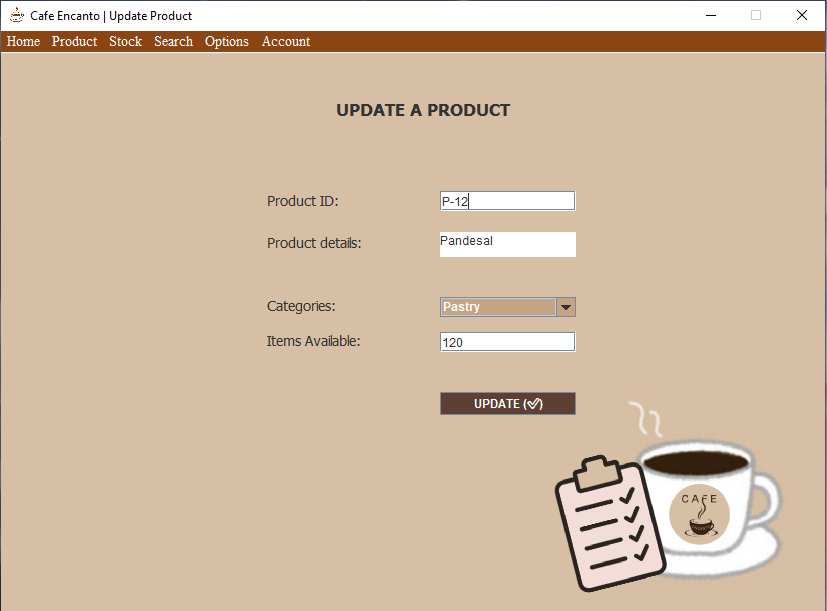 Cafe Encanto | Update Product
Home Product Stock Search Options Account
UPDATE A PRODUCT
Product ID: P-12
Product details: Pandesal
Categories: Pastry
Items Available: 120
UPDATE (✓)
CAFE
ENCANTO